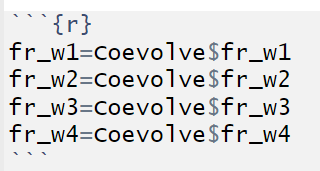 ```{r}
fr_w1=coevolve$fr_w1
fr_w2=coevolve$fr_w2
fr_w3=coevolve$fr_w3
fr_w4=coevolve$fr_w4
```